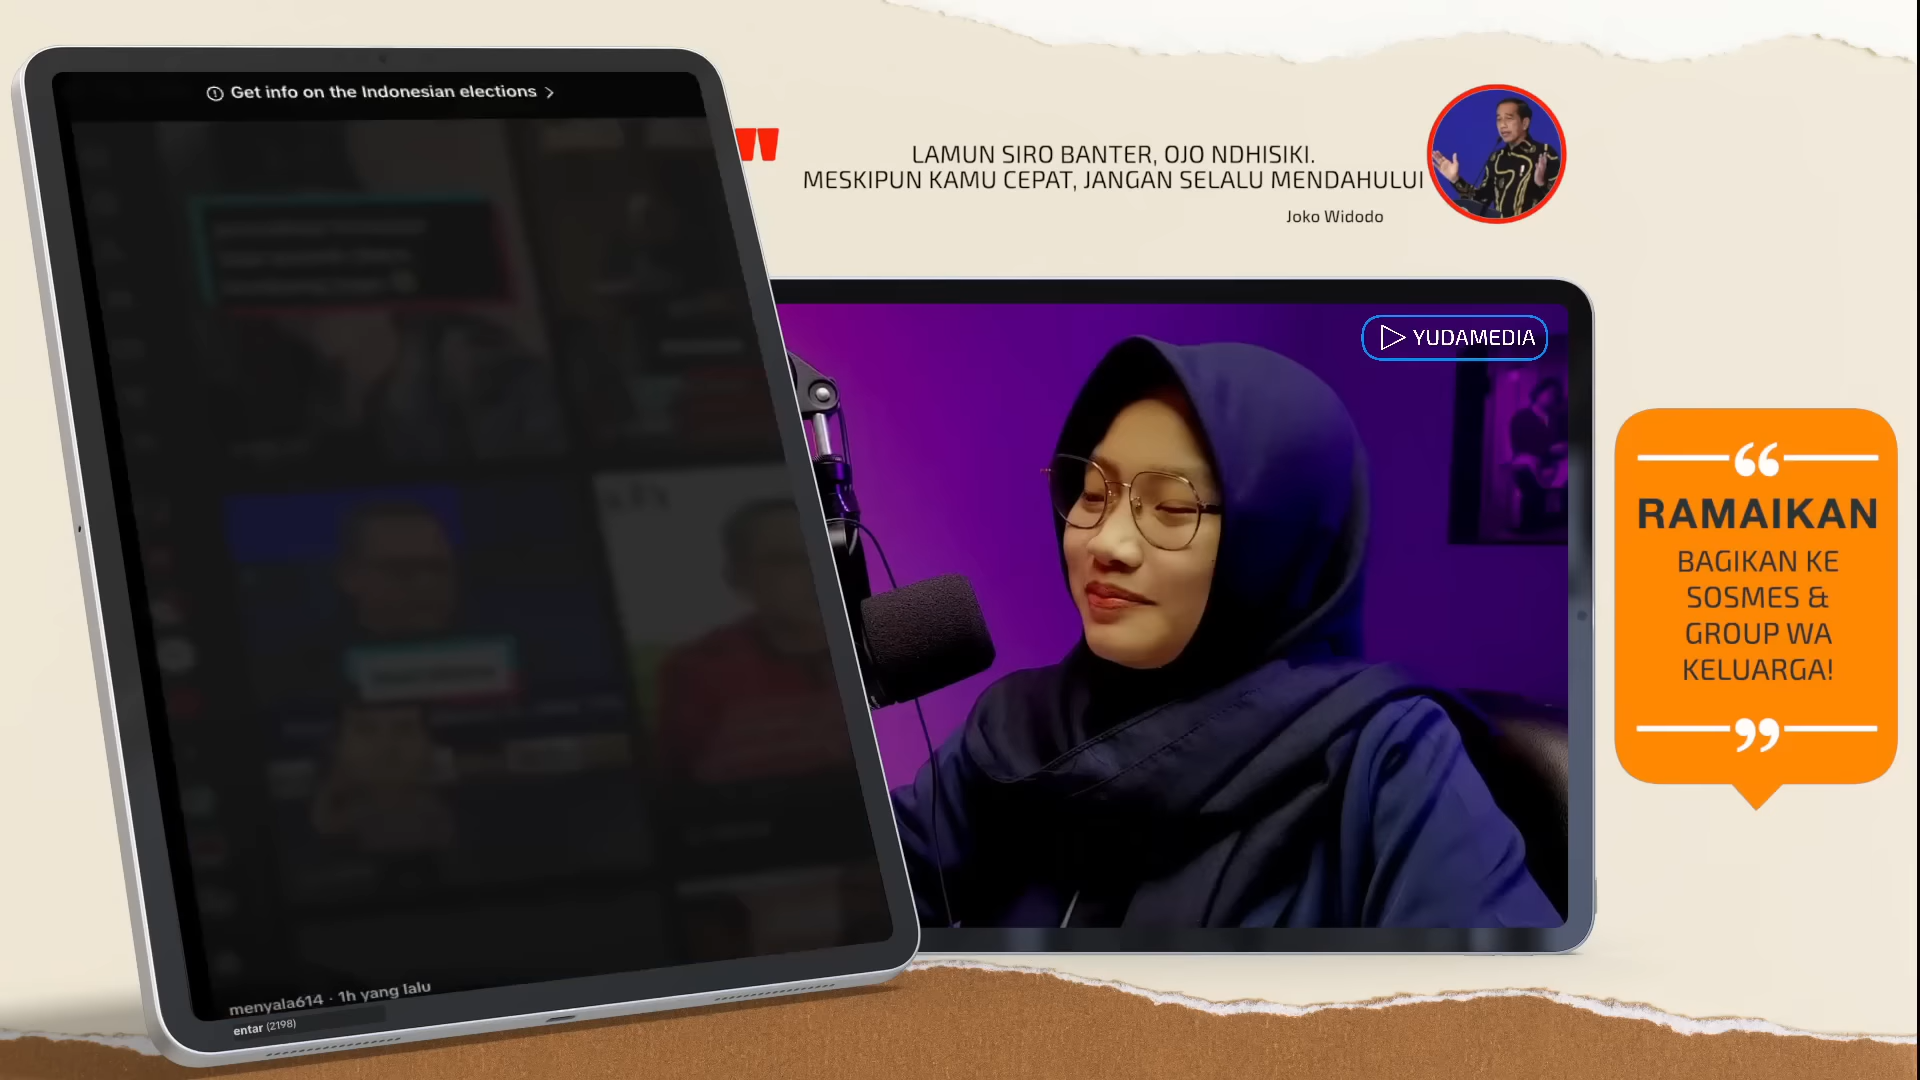 Get info on the Indonesian elections
LAMUN SIRO BANTER, OJO NDHISIKI.
MESKIPUN KAMU CEPAT, JANGAN SELALU MENDAHULUI
Joko Widodo
YUDAMEDIA
RAMAIKAN
BAGIKAN KE
SOSMES &
GROUP WA
KELUARGA!
menyala614 · 1h yang lalu
entar (2198)